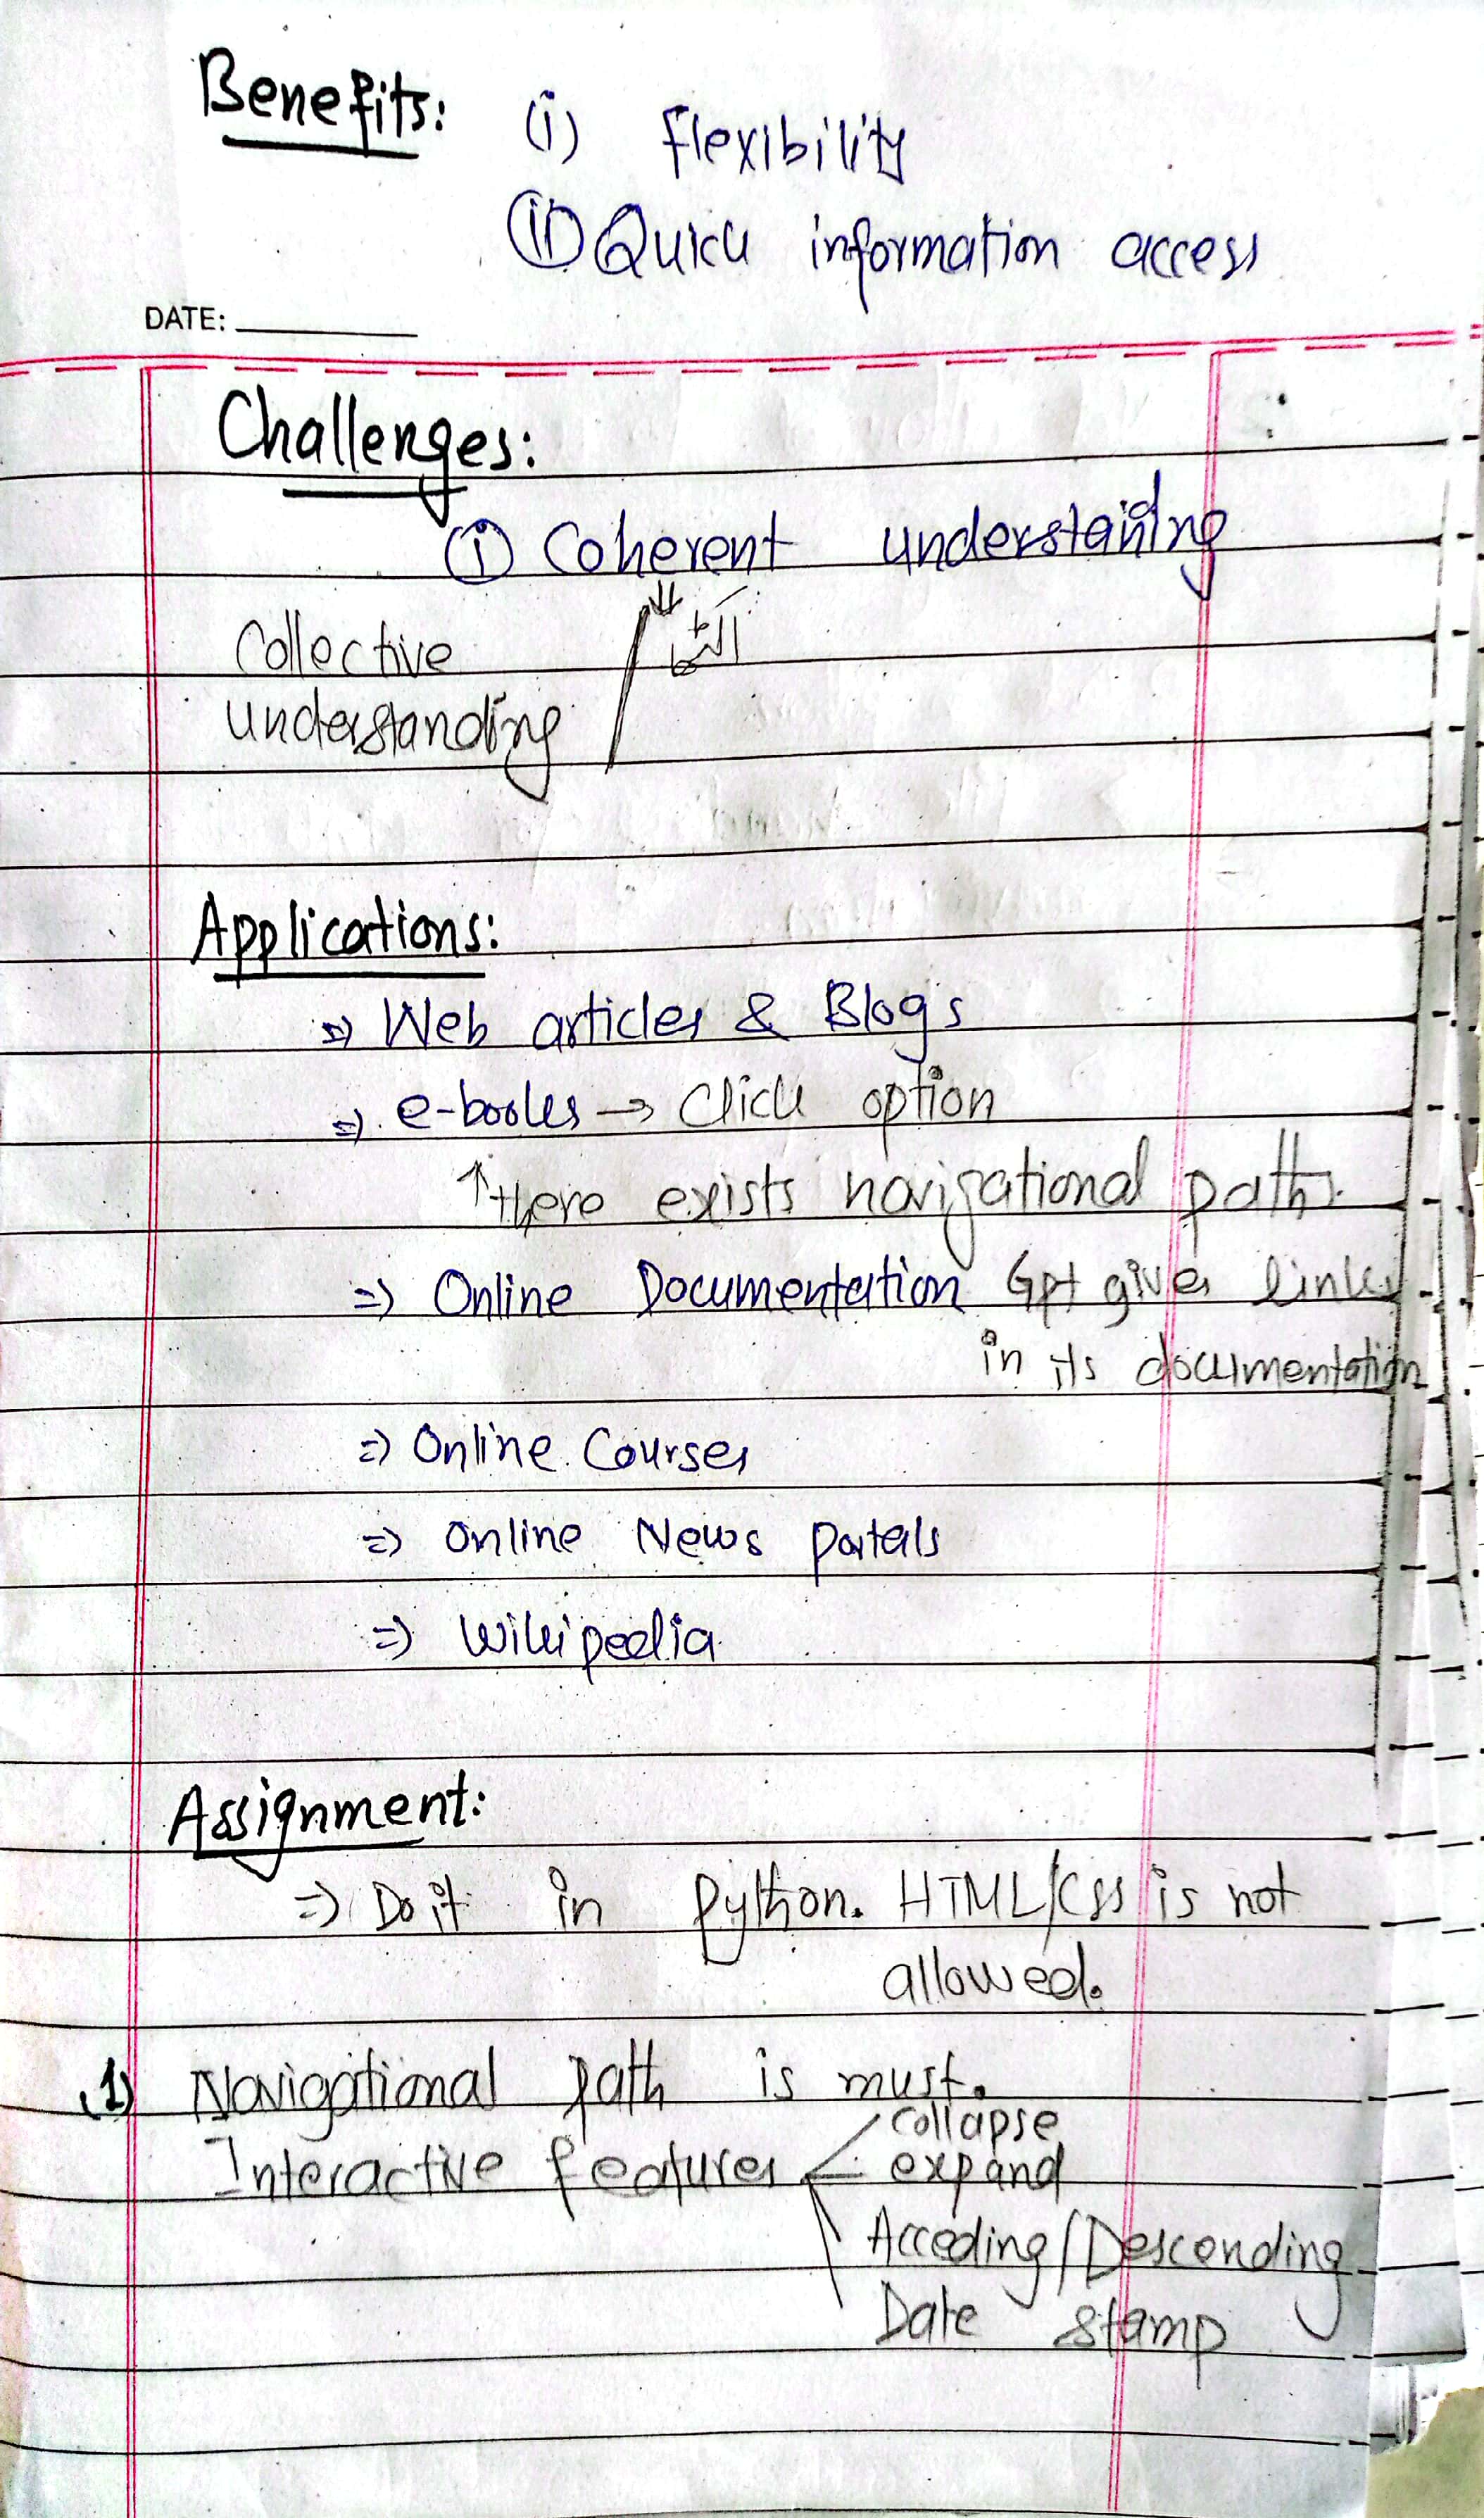 Benefits: (i) flexibility
(ii) Quick information access
DATE:
Challenges:
(i) Coherent understanding
Collective
understanding
اکٹھا
Applications:
⇒ Web articles & Blogs
⇒ e-books → Click option
↑ there exists navigational path.
⇒ Online Documentation Gpt gives links
in its documentation
⇒ Online Courses
⇒ Online News Portals
⇒ Wikipedia
Assignment:
⇒ Do it in Python. HTML/CSS is not
allowed.
(1) Navigational path is must.
collapse
Interactive features expand
Acceding/Descending
Date stamp